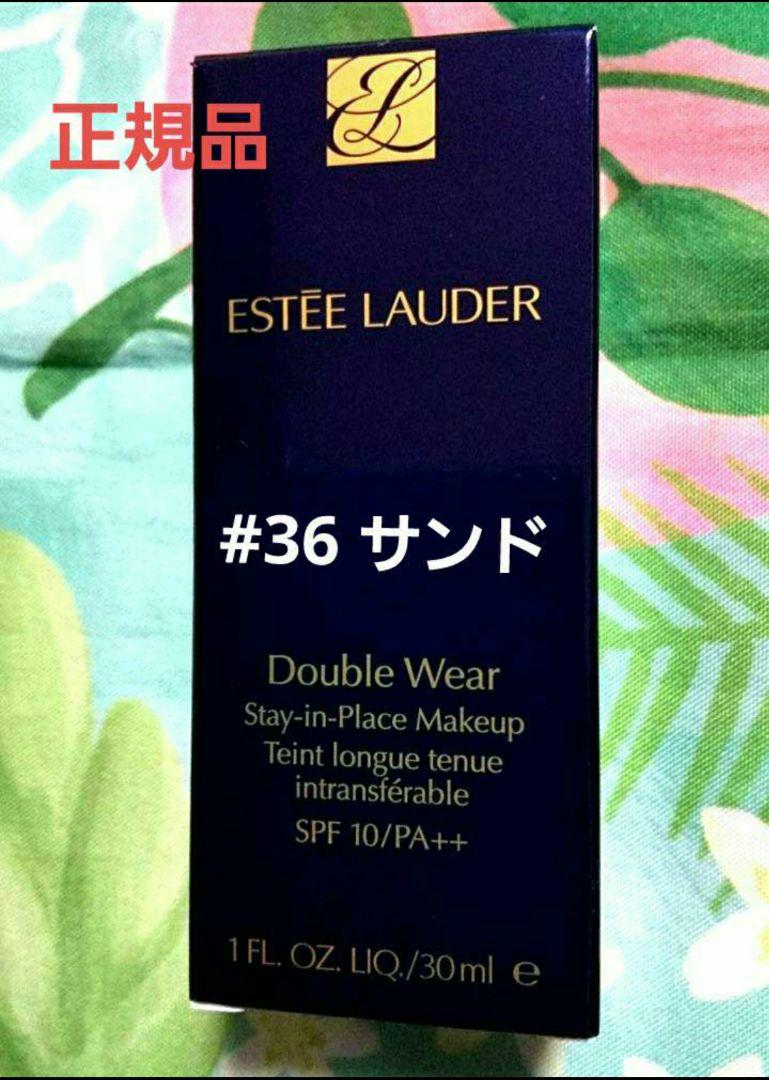 正規品
ESTĒE LAUDER
#36 サンド
Double Wear
Stay-in-Place Makeup
Teint longue tenue
intransférable
SPF 10/PA++
1 FL. OZ. LIQ./30ml ℮